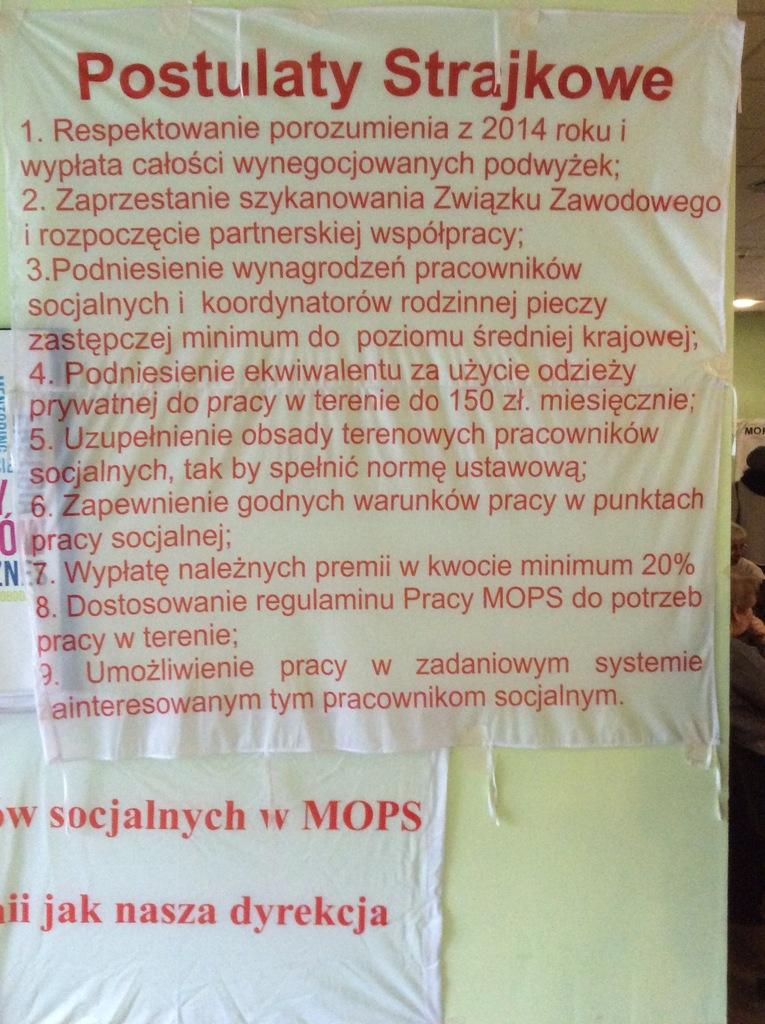 Postulaty Strajkowe
1. Respektowanie porozumienia z 2014 roku i
wypłata całości wynegocjowanych podwyżek;
2. Zaprzestanie szykanowania Związku Zawodowego
i rozpoczęcie partnerskiej współpracy;
3.Podniesienie wynagrodzeń pracowników
socjalnych i koordynatorów rodzinnej pieczy
zastępczej minimum do poziomu średniej krajowej;
4. Podniesienie ekwiwalentu za użycie odzieży
prywatnej do pracy w terenie do 150 zł. miesięcznie;
5. Uzupełnienie obsady terenowych pracowników
socjalnych, tak by spełnić normę ustawową;
6. Zapewnienie godnych warunków pracy w punktach
pracy socjalnej;
7. Wypłatę należnych premii w kwocie minimum 20%
8. Dostosowanie regulaminu Pracy MOPS do potrzeb
pracy w terenie;
9. Umożliwienie pracy w zadaniowym systemie
zainteresowanym tym pracownikom socjalnym.
ów socjalnych w MOPS
ii jak nasza dyrekcja